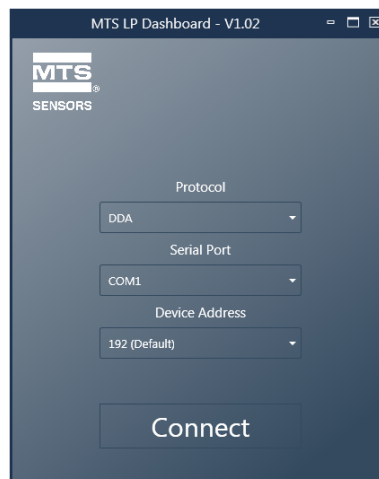 MTS LP Dashboard - V1.02
MTS®
SENSORS
Protocol
DDA
Serial Port
COM1
Device Address
192 (Default)
Connect